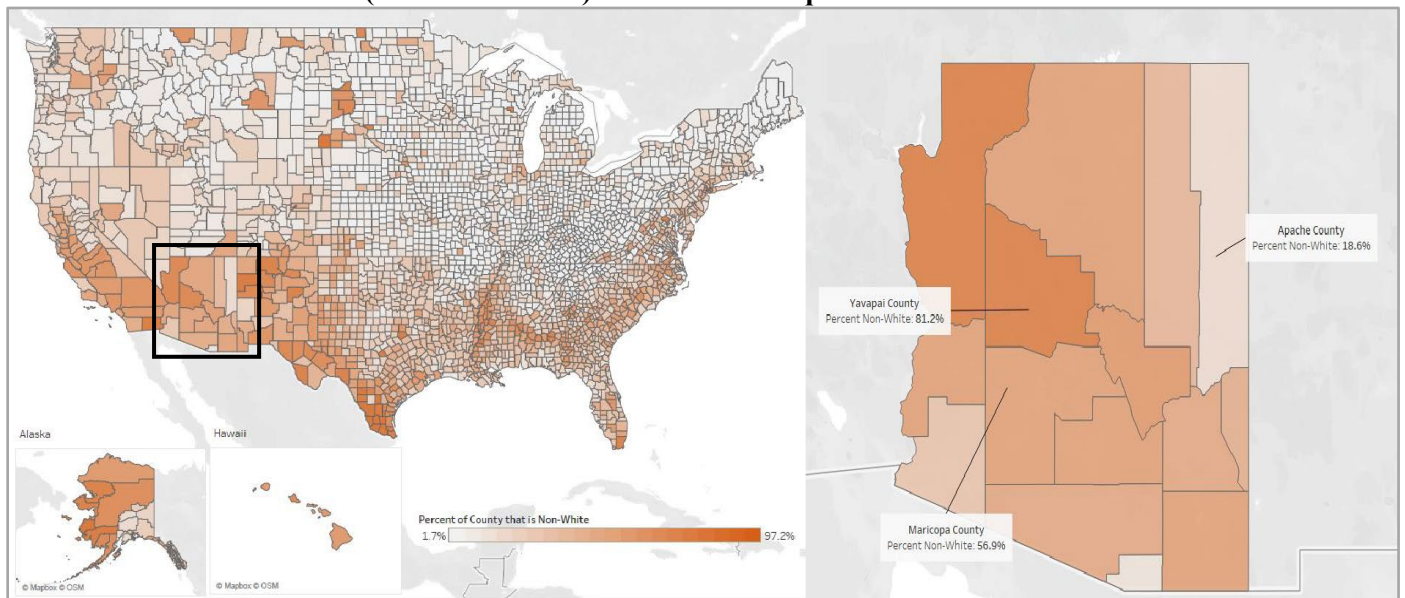 Alaska
Hawaii
© Mapbox © OSM
© Mapbox © OSM
Percent of County that is Non-White
1.7%
97.2%
Apache County
Percent Non-White: 18.6%
Yavapai County
Percent Non-White: 81.2%
Maricopa County
Percent Non-White: 56.9%